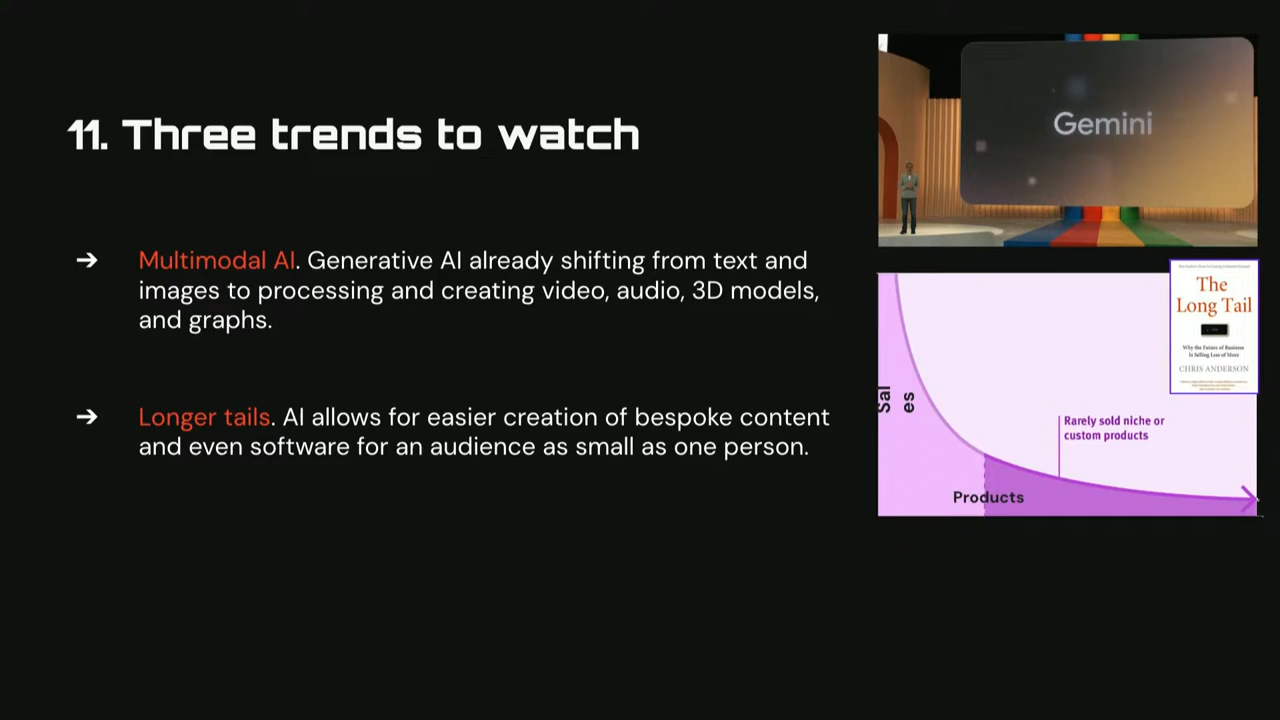 11. Three trends to watch
➔ Multimodal AI. Generative AI already shifting from text and
images to processing and creating video, audio, 3D models,
and graphs.
➔ Longer tails. AI allows for easier creation of bespoke content
and even software for an audience as small as one person.
Gemini
The
Long Tail
Why the Future of Business
Is Selling Less of More
CHRIS ANDERSON
Sal
es
Rarely sold niche or
custom products
Products